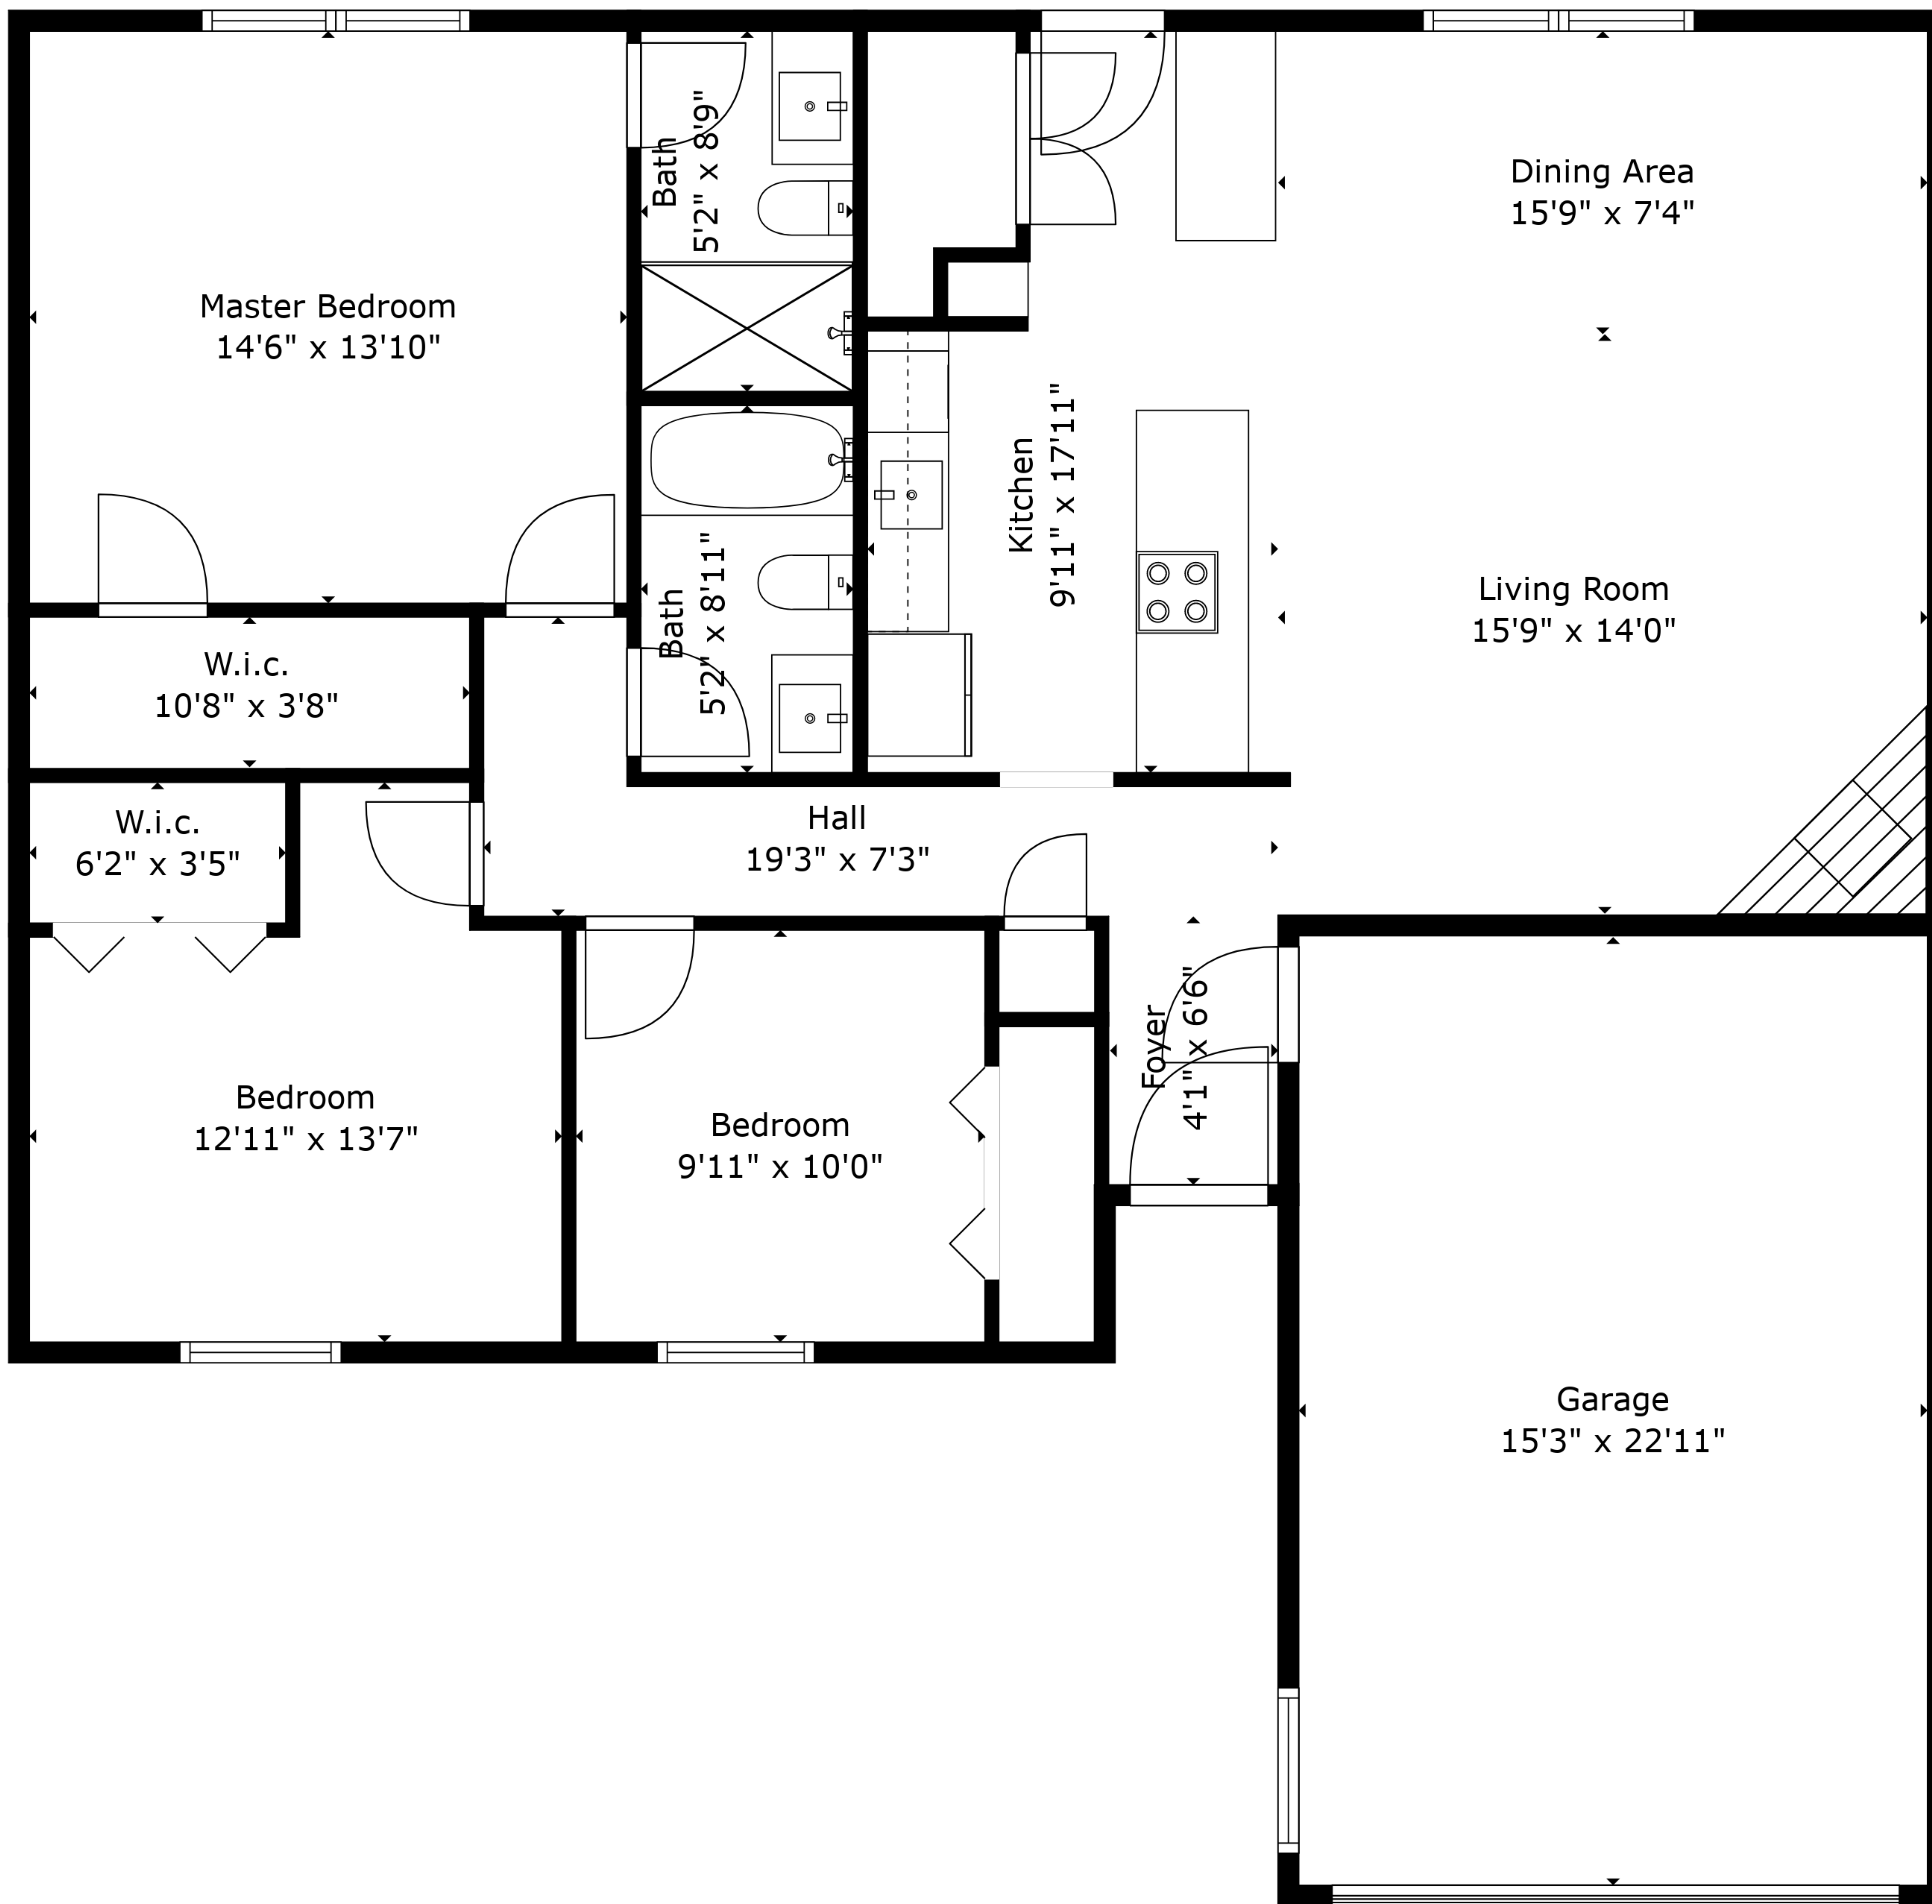 Bath
5'2" x 8'9"
Dining Area
15'9" x 7'4"
Master Bedroom
14'6" x 13'10"
Kitchen
9'11" x 17'11"
Bath
5'2" x 8'11"
Living Room
15'9" x 14'0"
W.i.c.
10'8" x 3'8"
W.i.c.
6'2" x 3'5"
Hall
19'3" x 7'3"
Foyer
4'1" x 6'6"
Bedroom
12'11" x 13'7"
Bedroom
9'11" x 10'0"
Garage
15'3" x 22'11"